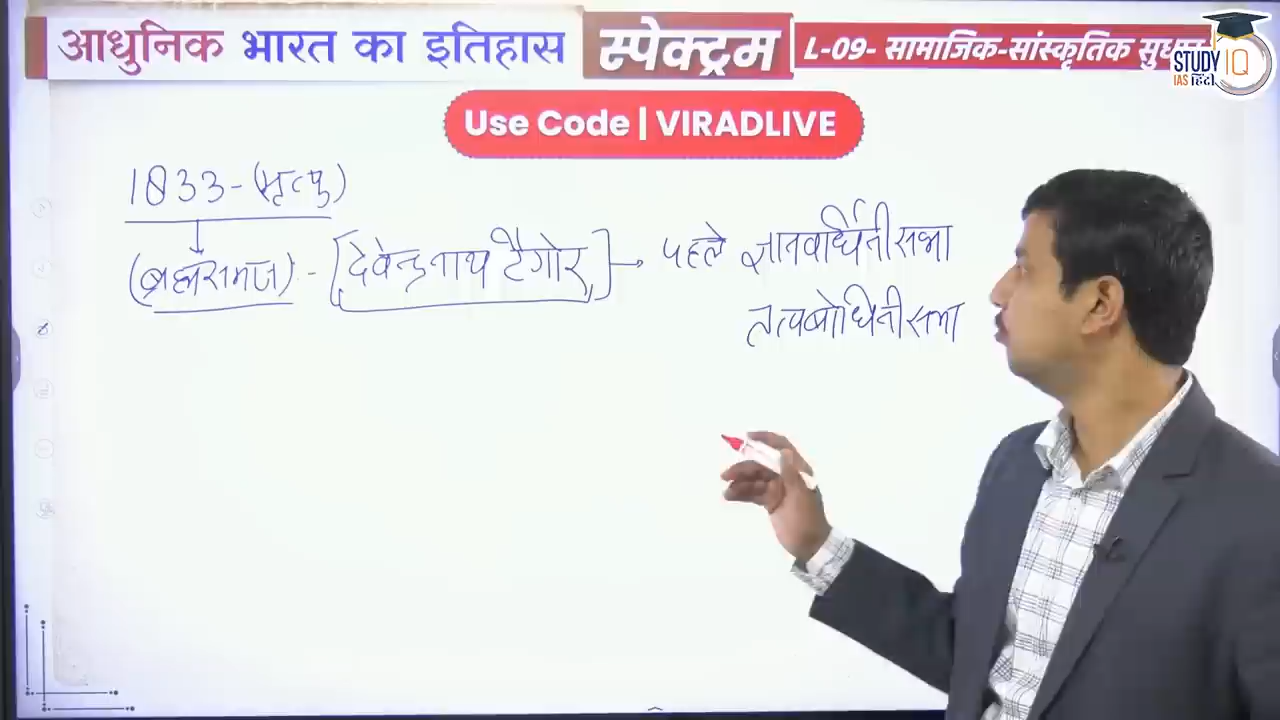 आधुनिक भारत का इतिहास स्पेक्ट्रम L-09- सामाजिक-सांस्कृतिक
STUDY IQ
IAS हिंदी
Use Code | VIRADLIVE
1833 - (मृत्यु)
(ब्रह्मसमाज) - [देवेन्द्रनाथ टैगोर] → पहले ज्ञानवर्धिनी सभा
तत्वबोधिनी सभा